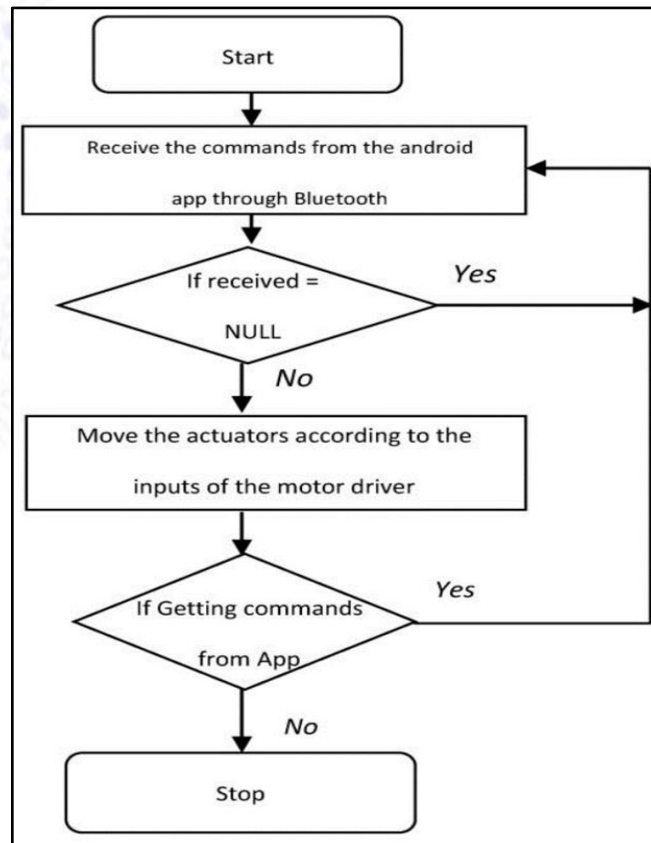 Start
Receive the commands from the android
app through Bluetooth
If received =
Yes
NULL
No
Move the actuators according to the
inputs of the motor driver
Yes
If Getting commands
from App
No
Stop